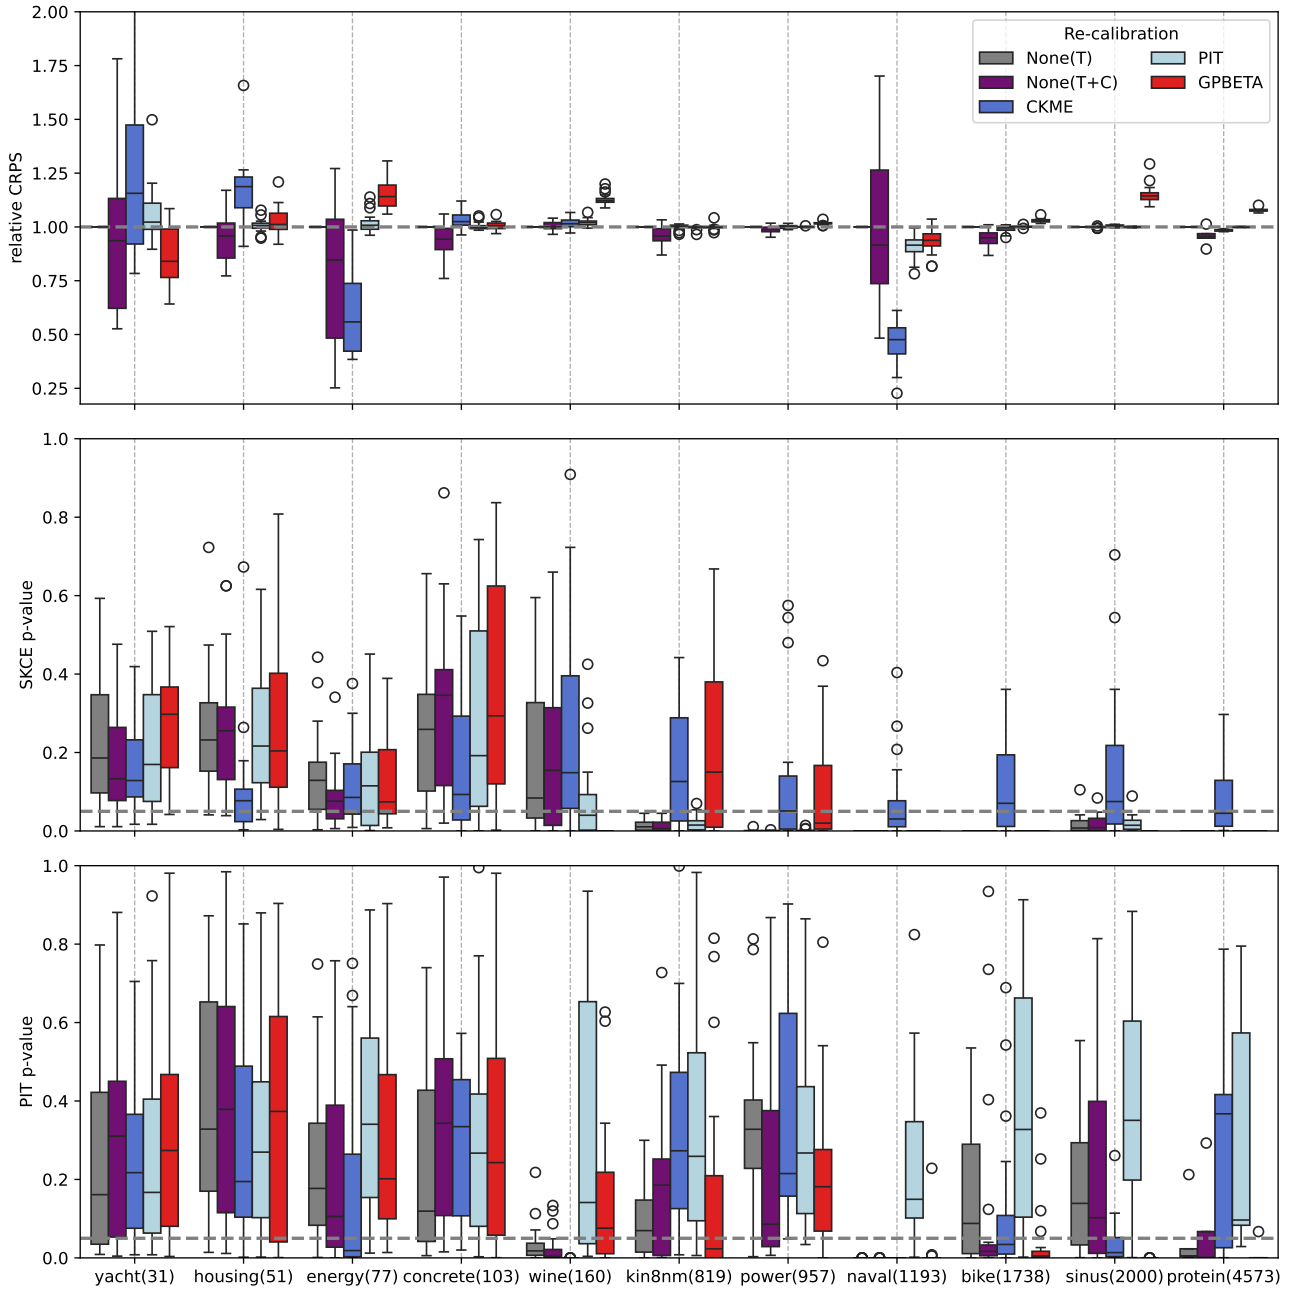 2.00
1.75
1.50
1.25
1.00
0.75
0.50
0.25
relative CRPS
Re-calibration
None(T)
None(T+C)
CKME
PIT
GPBETA
1.0
0.8
0.6
0.4
0.2
0.0
SKCE p-value
1.0
0.8
0.6
0.4
0.2
0.0
PIT p-value
yacht(31) housing(51) energy(77) concrete(103) wine(160) kin8nm(819) power(957) naval(1193) bike(1738) sinus(2000) protein(4573)